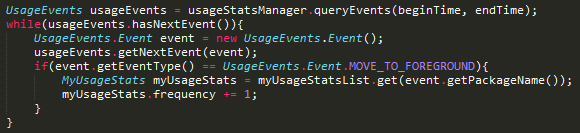 UsageEvents usageEvents = usageStatsManager.queryEvents(beginTime, endTime);
while(usageEvents.hasNextEvent()){
    UsageEvents.Event event = new UsageEvents.Event();
    usageEvents.getNextEvent(event);
    if(event.getEventType() == UsageEvents.Event.MOVE_TO_FOREGROUND){
        MyUsageStats myUsageStats = myUsageStatsList.get(event.getPackageName());
        myUsageStats.frequency += 1;
    }
}